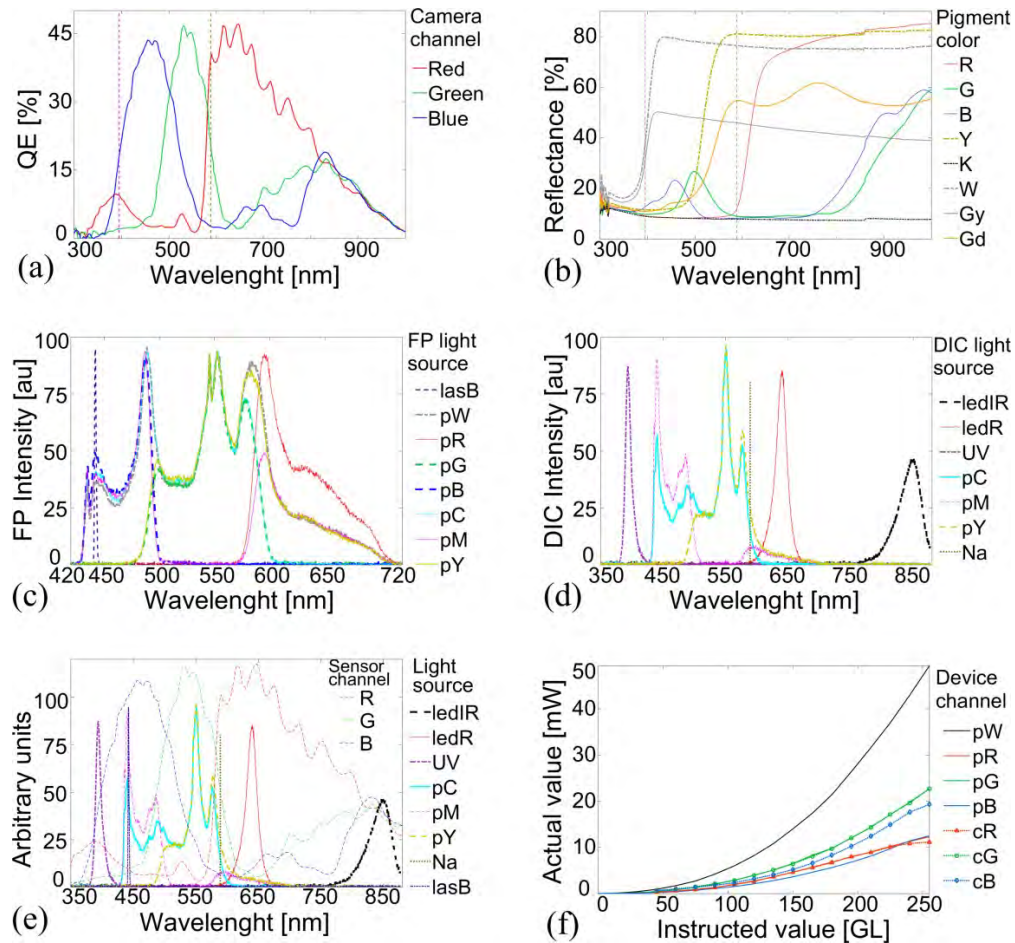 Camera
channel
Red
Green
Blue
45
30
15
0
QE [%]
300 500 700 900
Wavelenght [nm]
(a)
Pigment
color
R
G
B
Y
K
W
Gy
Gd
80
60
40
20
0
Reflectance [%]
300 500 700 900
Wavelenght [nm]
(b)
FP light
source
lasB
pW
pR
pG
pB
pC
pM
pY
100
75
50
25
0
FP Intensity [au]
420 450 500 550 600 650 720
Wavelenght [nm]
(c)
DIC light
source
ledIR
ledR
UV
pC
pM
pY
Na
100
75
50
25
0
DIC Intensity [au]
350 450 550 650 750 850
Wavelenght [nm]
(d)
Sensor
channel
R
G
B
Light
source
ledIR
ledR
UV
pC
pM
pY
Na
lasB
100
75
50
25
0
Arbitrary units
350 450 550 650 750 850
Wavelenght [nm]
(e)
Device
channel
pW
pR
pG
pB
cR
cG
cB
50
40
30
20
10
0
Actual value [mW]
0 50 100 150 200 250
Instructed value [GL]
(f)